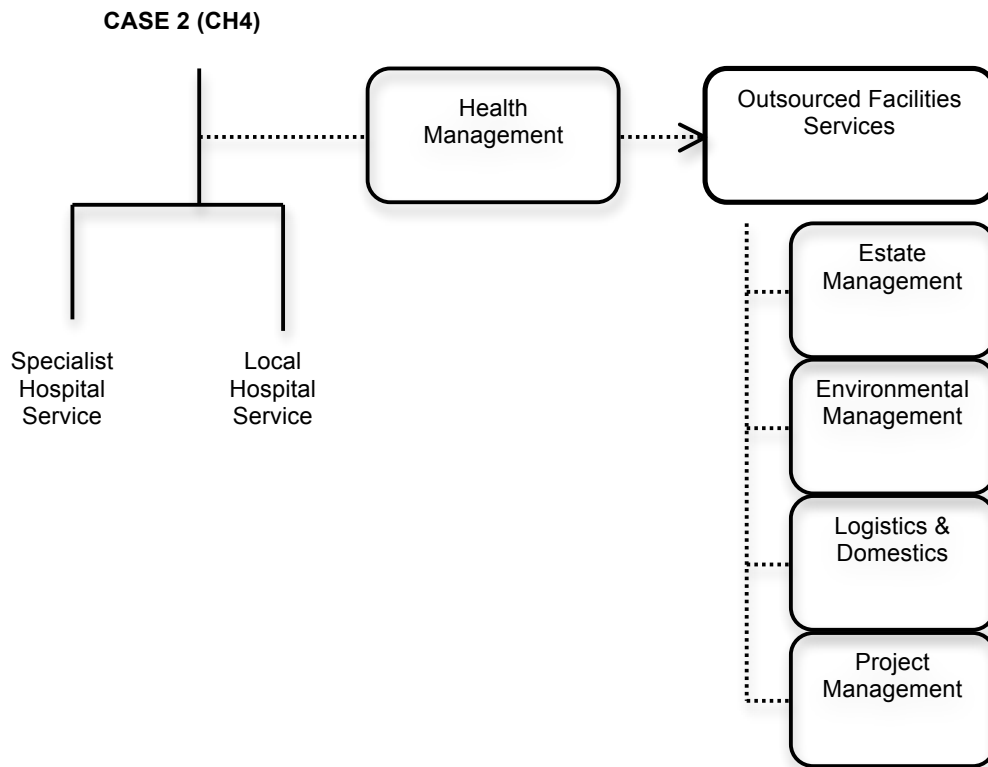 CASE 2 (CH4)
Health
Management
Outsourced Facilities
Services
Estate
Management
Environmental
Management
Logistics &
Domestics
Project
Management
Specialist
Hospital
Service
Local
Hospital
Service